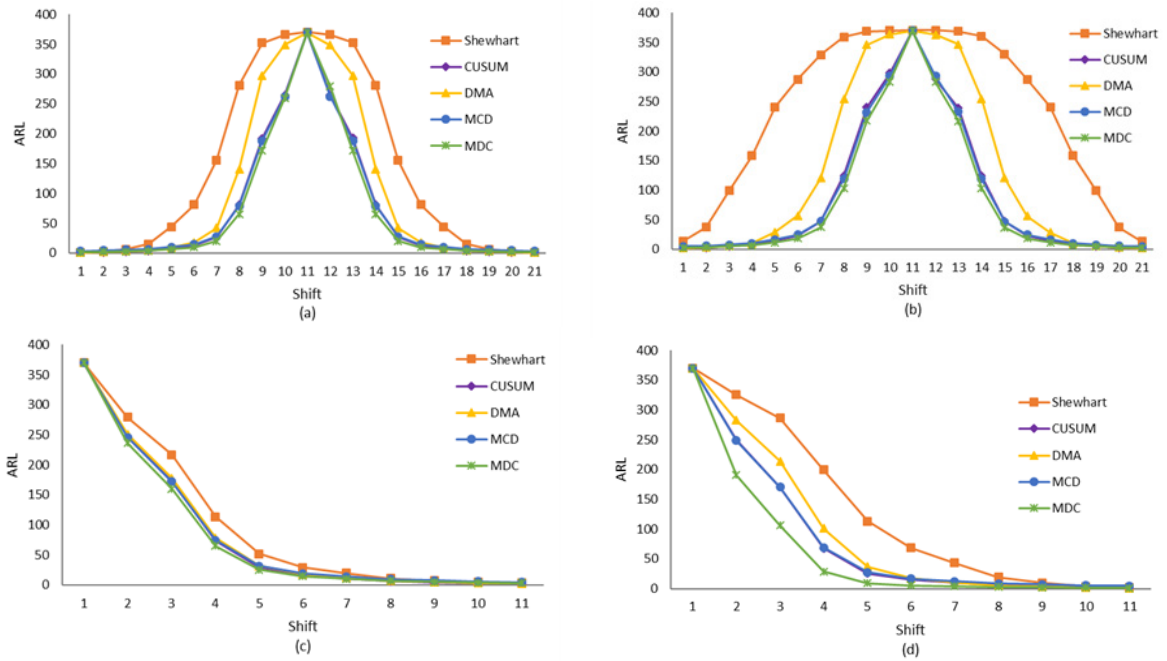 400
350
300
250
200
150
100
50
0
ARL
1 2 3 4 5 6 7 8 9 10 11 12 13 14 15 16 17 18 19 20 21
Shift
(a)
Shewhart
CUSUM
DMA
MCD
MDC
400
350
300
250
200
150
100
50
0
ARL
1 2 3 4 5 6 7 8 9 10 11 12 13 14 15 16 17 18 19 20 21
Shift
(b)
Shewhart
CUSUM
DMA
MCD
MDC
400
350
300
250
200
150
100
50
0
ARL
1 2 3 4 5 6 7 8 9 10 11
Shift
(c)
Shewhart
CUSUM
DMA
MCD
MDC
400
350
300
250
200
150
100
50
0
ARL
1 2 3 4 5 6 7 8 9 10 11
Shift
(d)
Shewhart
CUSUM
DMA
MCD
MDC